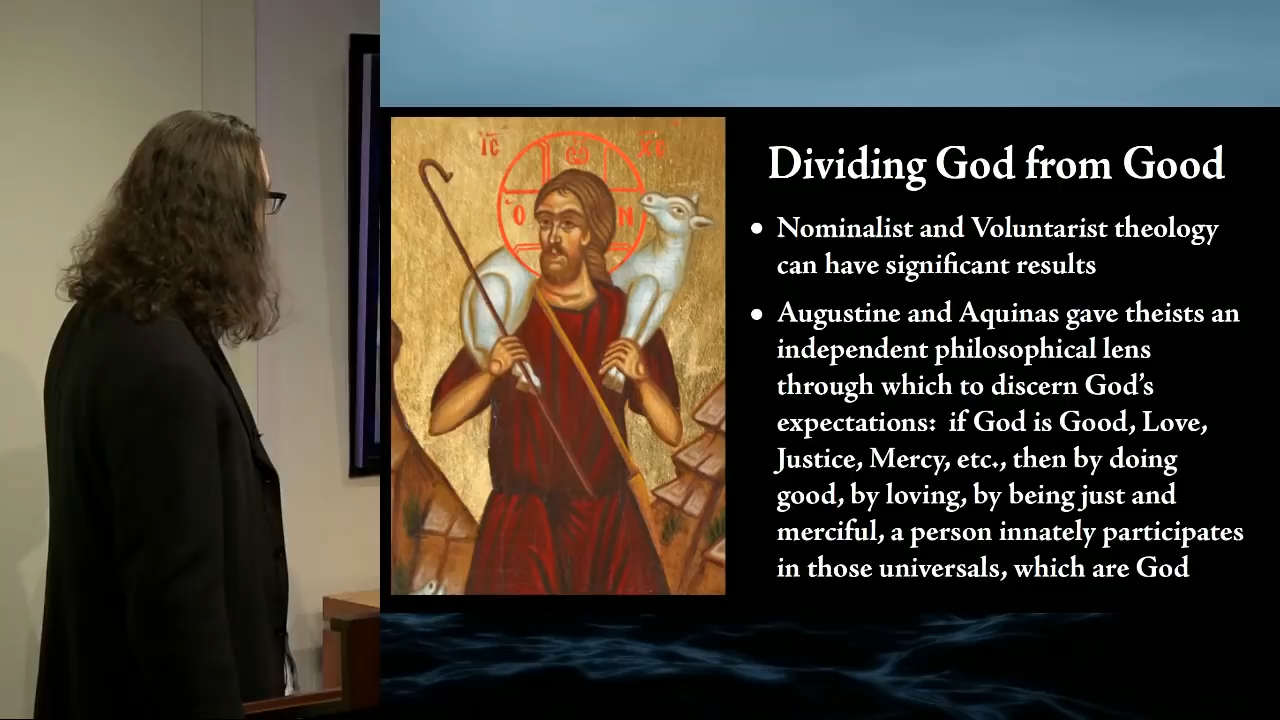 Dividing God from Good
• Nominalist and Voluntarist theology
can have significant results
• Augustine and Aquinas gave theists an
independent philosophical lens
through which to discern God’s
expectations:  if God is Good, Love,
Justice, Mercy, etc., then by doing
good, by loving, by being just and
merciful, a person innately participates
in those universals, which are God
IC XC
Ѡ
O N